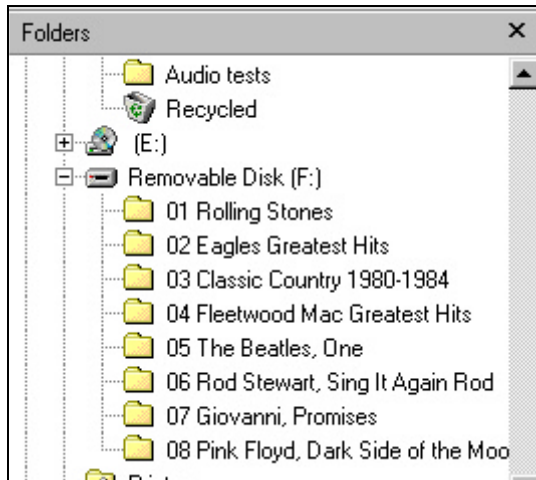 Folders
Audio tests
Recycled
(E:)
Removable Disk (F:)
01 Rolling Stones
02 Eagles Greatest Hits
03 Classic Country 1980-1984
04 Fleetwood Mac Greatest Hits
05 The Beatles, One
06 Rod Stewart, Sing It Again Rod
07 Giovanni, Promises
08 Pink Floyd, Dark Side of the Moo